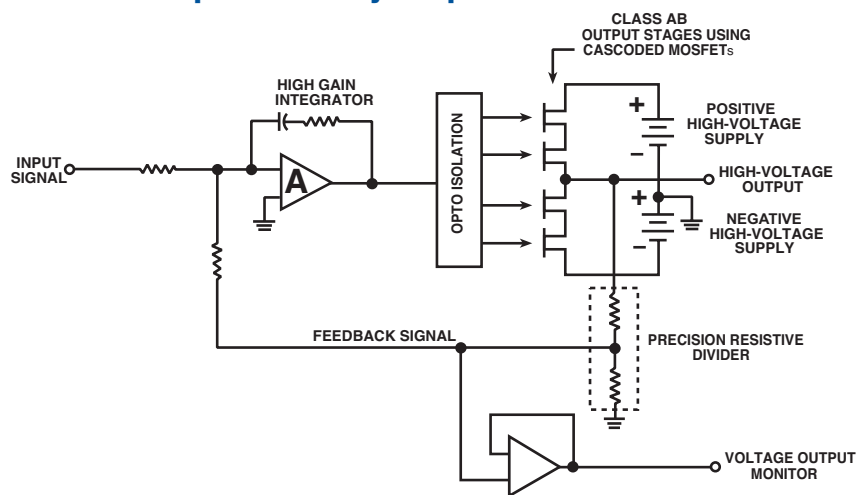 CLASS AB
OUTPUT STAGES USING
CASCODED MOSFETs
HIGH GAIN
INTEGRATOR
INPUT
SIGNAL
A
OPTO ISOLATION
+
−
POSITIVE
HIGH-VOLTAGE
SUPPLY
HIGH-VOLTAGE
OUTPUT
+
−
NEGATIVE
HIGH-VOLTAGE
SUPPLY
FEEDBACK SIGNAL
PRECISION RESISTIVE
DIVIDER
VOLTAGE OUTPUT
MONITOR